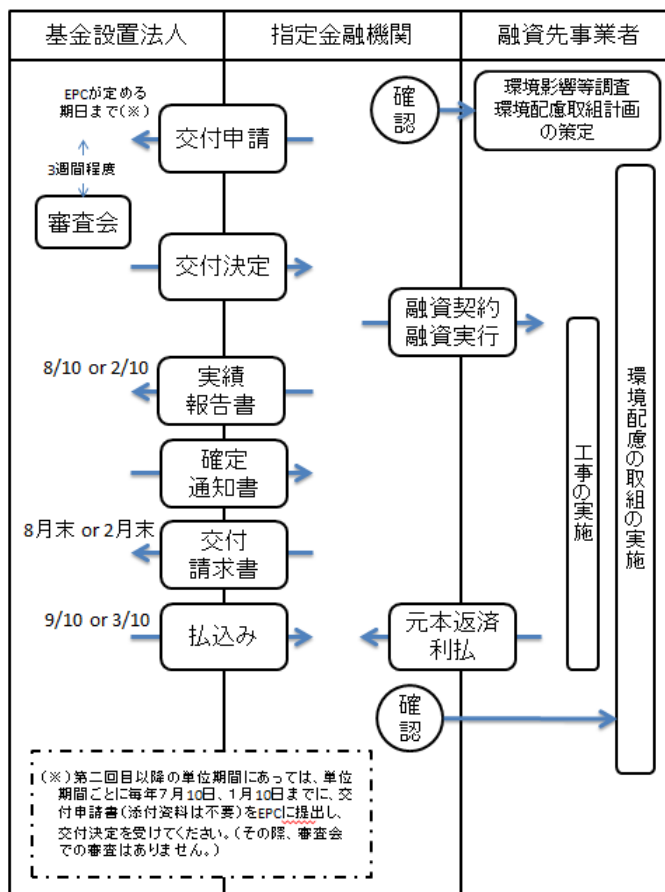 基金設置法人
指定金融機関
融資先事業者
EPCが定める
期日まで(※)
交付申請
確
認
環境影響等調査
環境配慮取組計画
の策定
3週間程度
審査会
交付決定
融資契約
融資実行
8/10 or 2/10
実績
報告書
確定
通知書
8月末 or 2月末
交付
請求書
9/10 or 3/10
払込み
元本返済
利払
工事の実施
環境配慮の取組の実施
確
認
(※)第二回目以降の単位期間にあっては、単位
期間ごとに毎年7月10日、1月10日までに、交
付申請書(添付資料は不要)をEPCに提出し、
交付決定を受けてください。(その際、審査会
での審査はありません。)